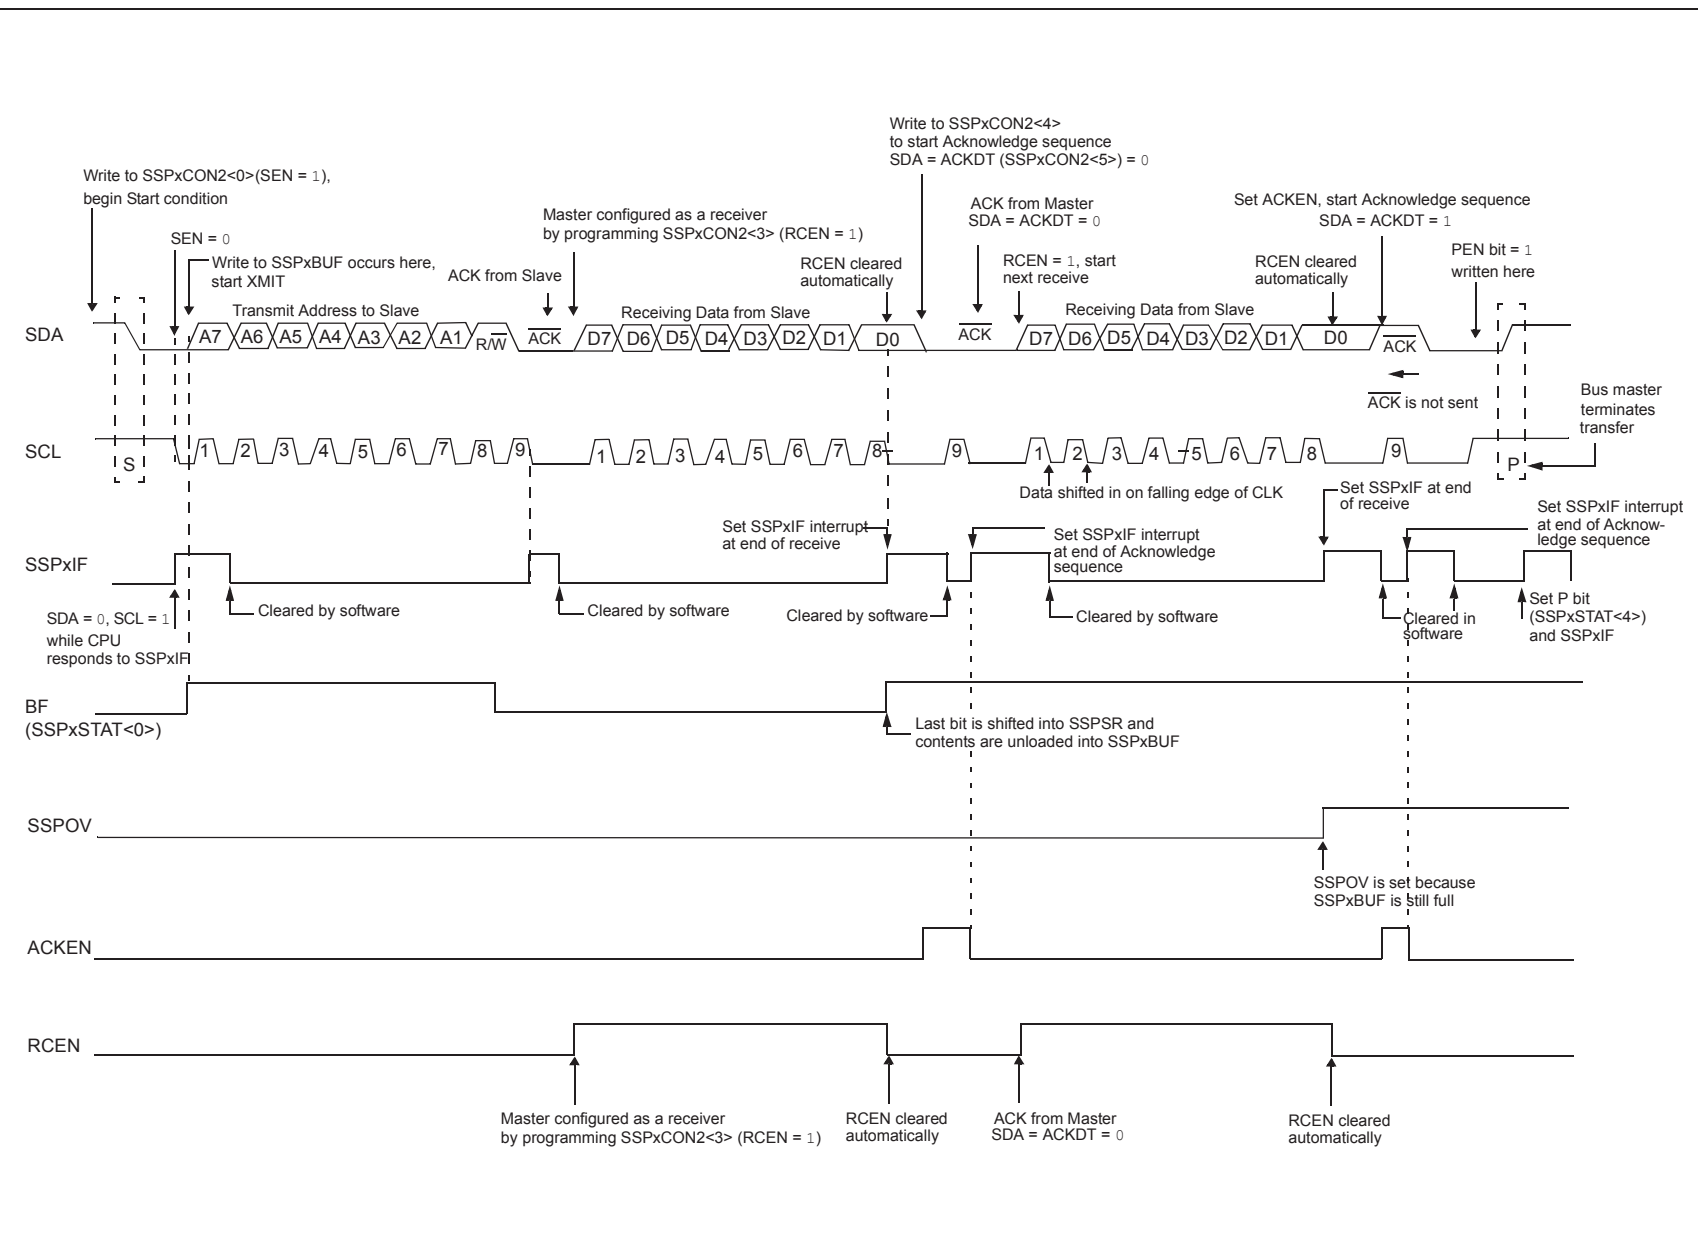 Write to SSPxCON2<4>
to start Acknowledge sequence
SDA = ACKDT (SSPxCON2<5>) = 0
Write to SSPxCON2<0>(SEN = 1),
begin Start condition
ACK from Master
SDA = ACKDT = 0
Set ACKEN, start Acknowledge sequence
SDA = ACKDT = 1
Master configured as a receiver
by programming SSPxCON2<3> (RCEN = 1)
SEN = 0
PEN bit = 1
written here
Write to SSPxBUF occurs here,
start XMIT
ACK from Slave
RCEN cleared
automatically
RCEN = 1, start
next receive
RCEN cleared
automatically
Transmit Address to Slave
Receiving Data from Slave
Receiving Data from Slave
SDA
A7 A6 A5 A4 A3 A2 A1 R/W ACK D7 D6 D5 D4 D3 D2 D1 D0 ACK D7 D6 D5 D4 D3 D2 D1 D0 ACK
ACK is not sent
Bus master
terminates
transfer
SCL
S 1 2 3 4 5 6 7 8 9 1 2 3 4 5 6 7 8 9 1 2 3 4 5 6 7 8 9 P
Data shifted in on falling edge of CLK
Set SSPxIF at end
of receive
Set SSPxIF interrupt
at end of Acknow-
ledge sequence
Set SSPxIF interrupt
at end of receive
Set SSPxIF interrupt
at end of Acknowledge
sequence
SSPxIF
Cleared by software
Cleared by software
Cleared by software
Cleared by software
Cleared in
software
Set P bit
(SSPxSTAT<4>)
and SSPxIF
SDA = 0, SCL = 1
while CPU
responds to SSPxIF
BF
(SSPxSTAT<0>)
Last bit is shifted into SSPSR and
contents are unloaded into SSPxBUF
SSPOV
SSPOV is set because
SSPxBUF is still full
ACKEN
RCEN
Master configured as a receiver
by programming SSPxCON2<3> (RCEN = 1)
RCEN cleared
automatically
ACK from Master
SDA = ACKDT = 0
RCEN cleared
automatically